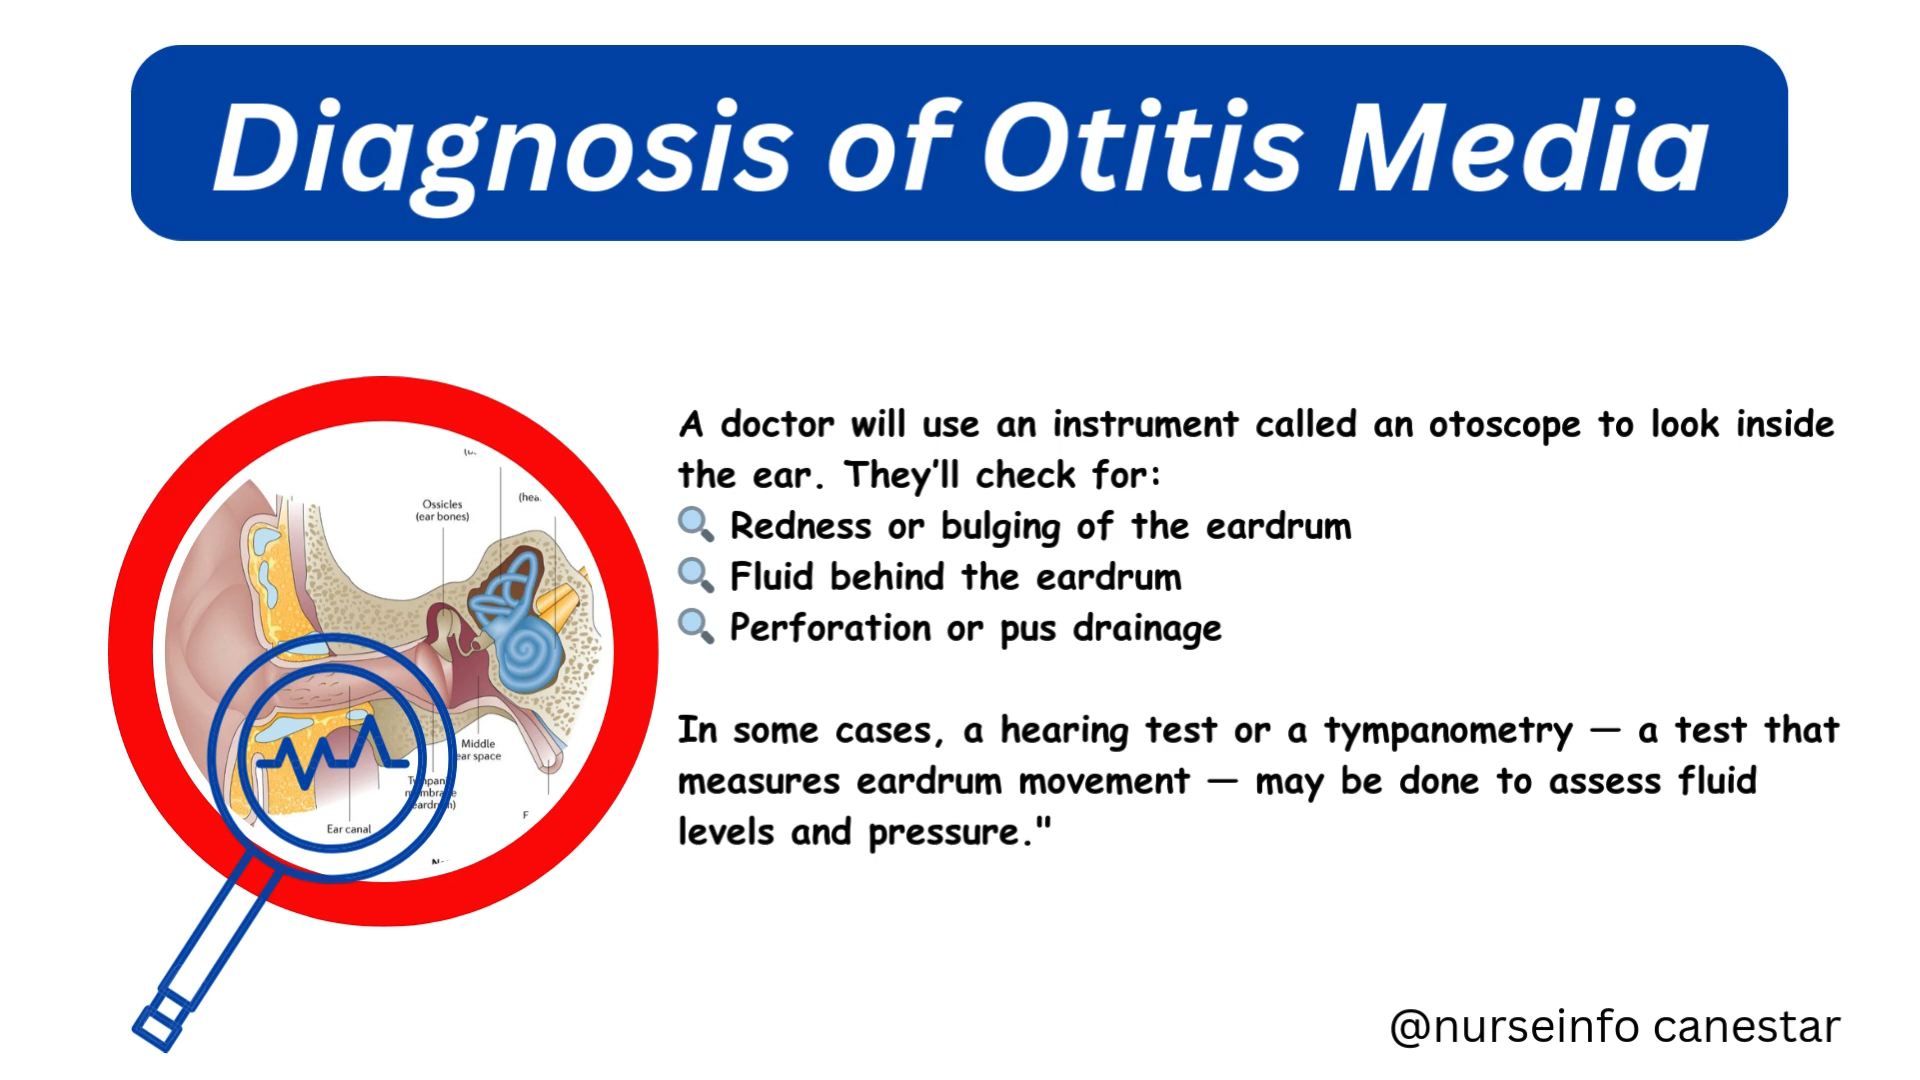 Diagnosis of Otitis Media
A doctor will use an instrument called an otoscope to look inside
the ear. They'll check for:
Redness or bulging of the eardrum
Fluid behind the eardrum
Perforation or pus drainage
In some cases, a hearing test or a tympanometry — a test that
measures eardrum movement — may be done to assess fluid
levels and pressure."
Ossicles
(ear bones)
Middle
ear space
Ear canal
@nurseinfo canestar